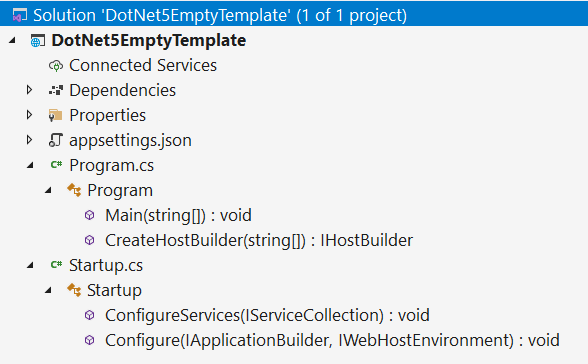 Solution 'DotNet5EmptyTemplate' (1 of 1 project)
DotNet5EmptyTemplate
Connected Services
Dependencies
Properties
appsettings.json
C# Program.cs
Program
Main(string[]) : void
CreateHostBuilder(string[]) : IHostBuilder
C# Startup.cs
Startup
ConfigureServices(IServiceCollection) : void
Configure(IApplicationBuilder, IWebHostEnvironment) : void